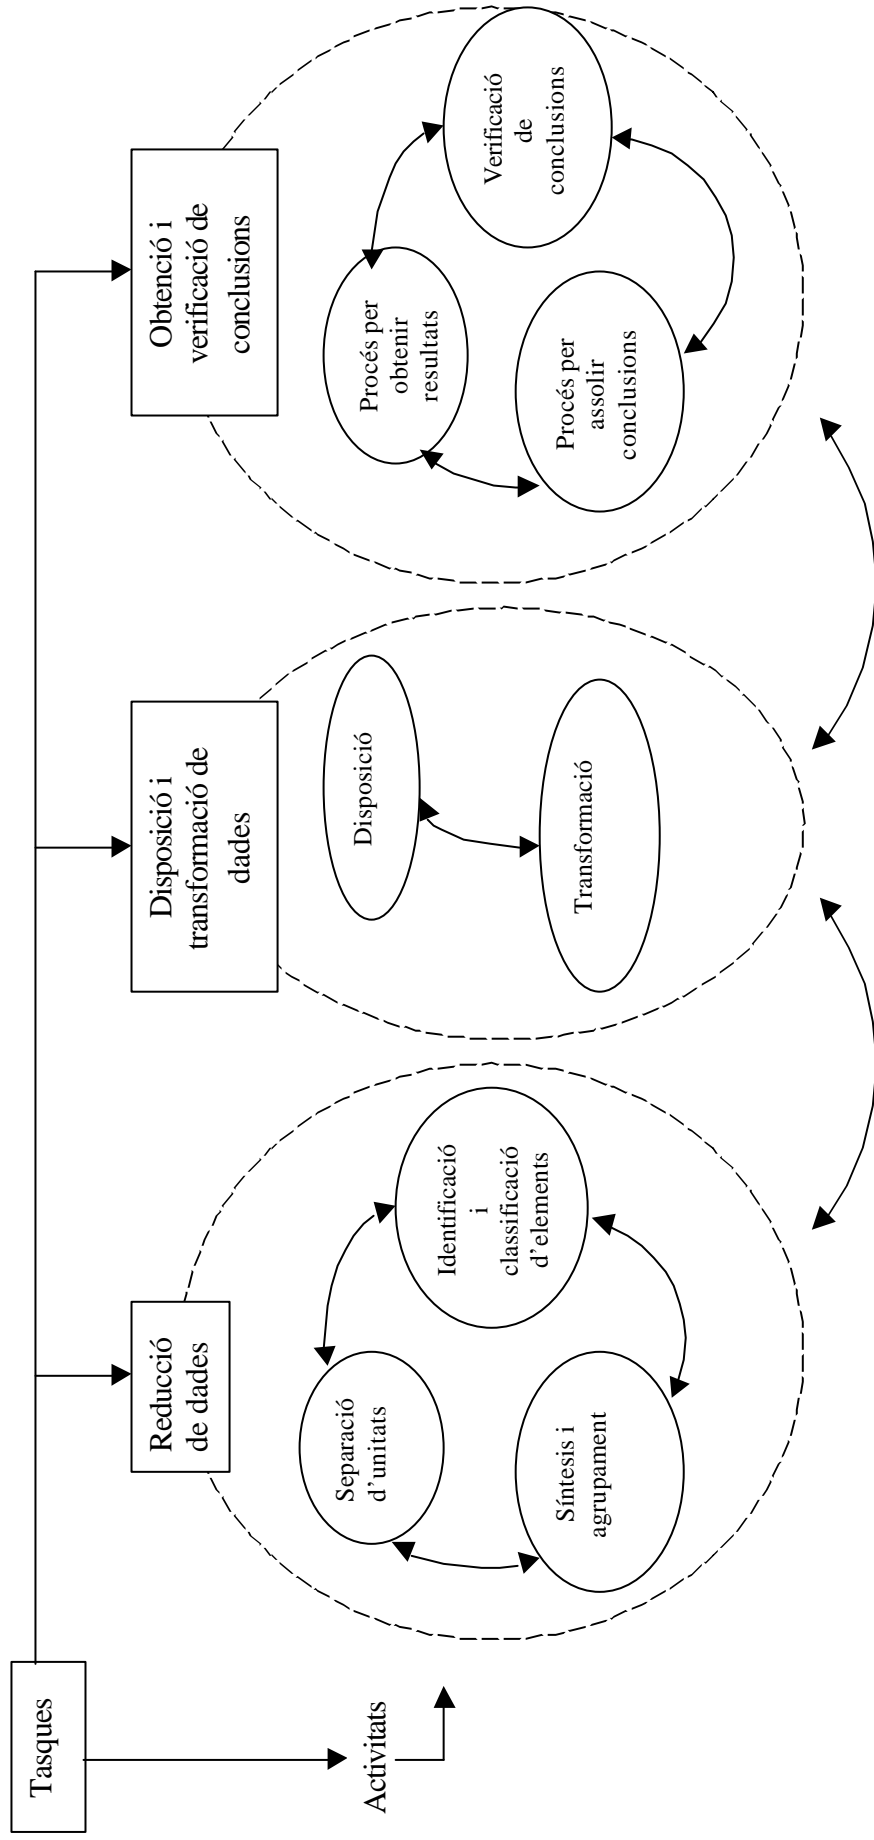 Tasques
Activitats
Reducció
de dades
Separació
d'unitats
Identificació
i
classificació
d'elements
Síntesis i
agrupament
Disposició i
transformació de
dades
Disposició
Transformació
Obtenció i
verificació de
conclusions
Procés per
obtenir
resultats
Verificació
de
conclusions
Procés per
assolir
conclusions